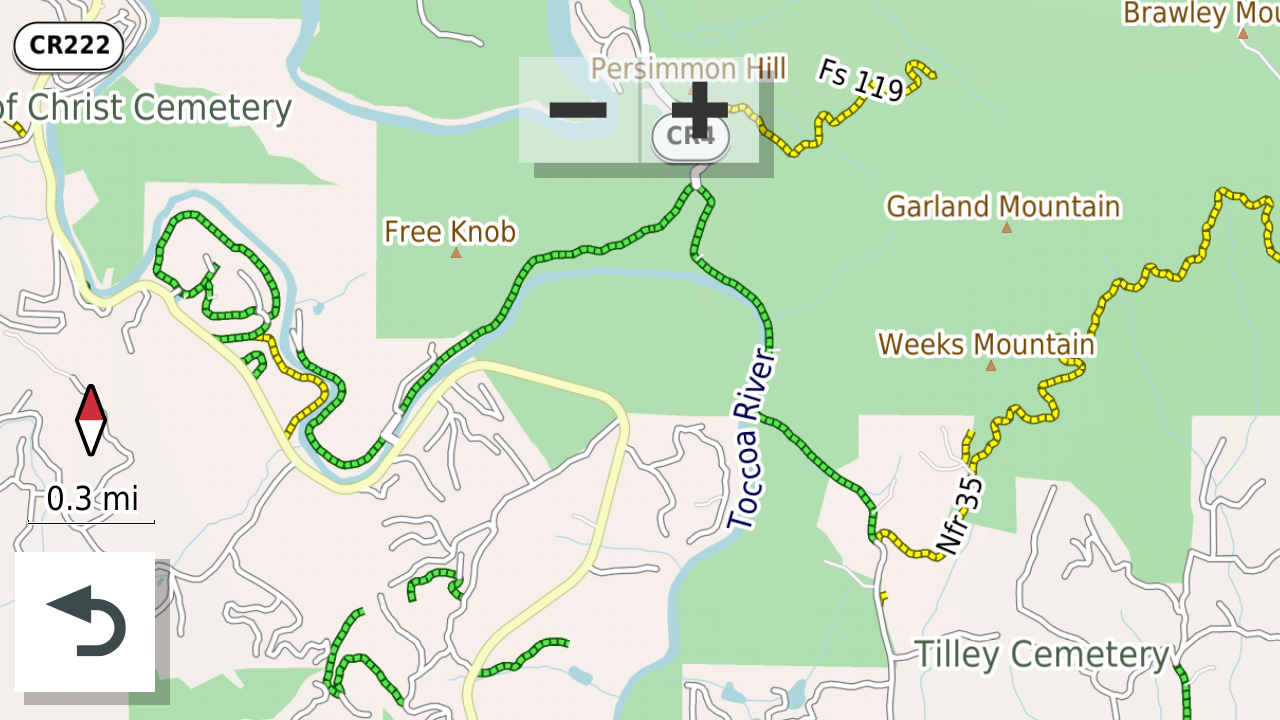 Brawley Mou
CR222
Persimmon Hill
Fs 119
of Christ Cemetery
CR4
Garland Mountain
Free Knob
Weeks Mountain
Toccoa River
0.3 mi
Nfr 35
Tilley Cemetery